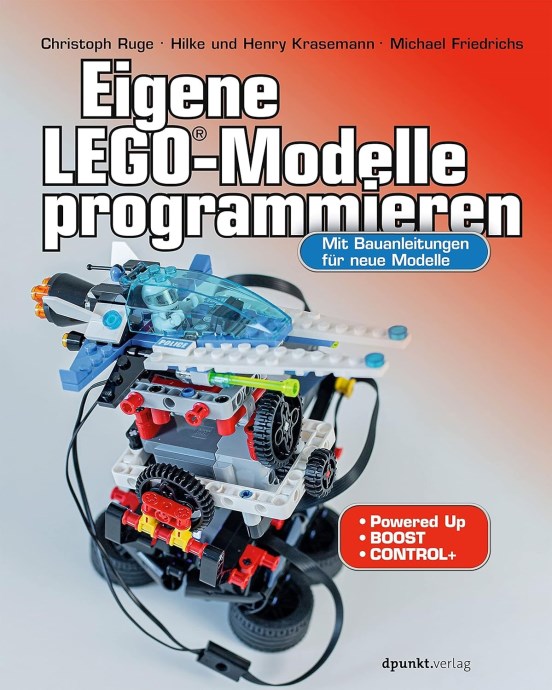 Christoph Ruge · Hilke und Henry Krasemann · Michael Friedrichs
Eigene
LEGO®-Modelle
programmieren
Mit Bauanleitungen
für neue Modelle
POLICE
• Powered Up
• BOOST
• CONTROL+
dpunkt.verlag